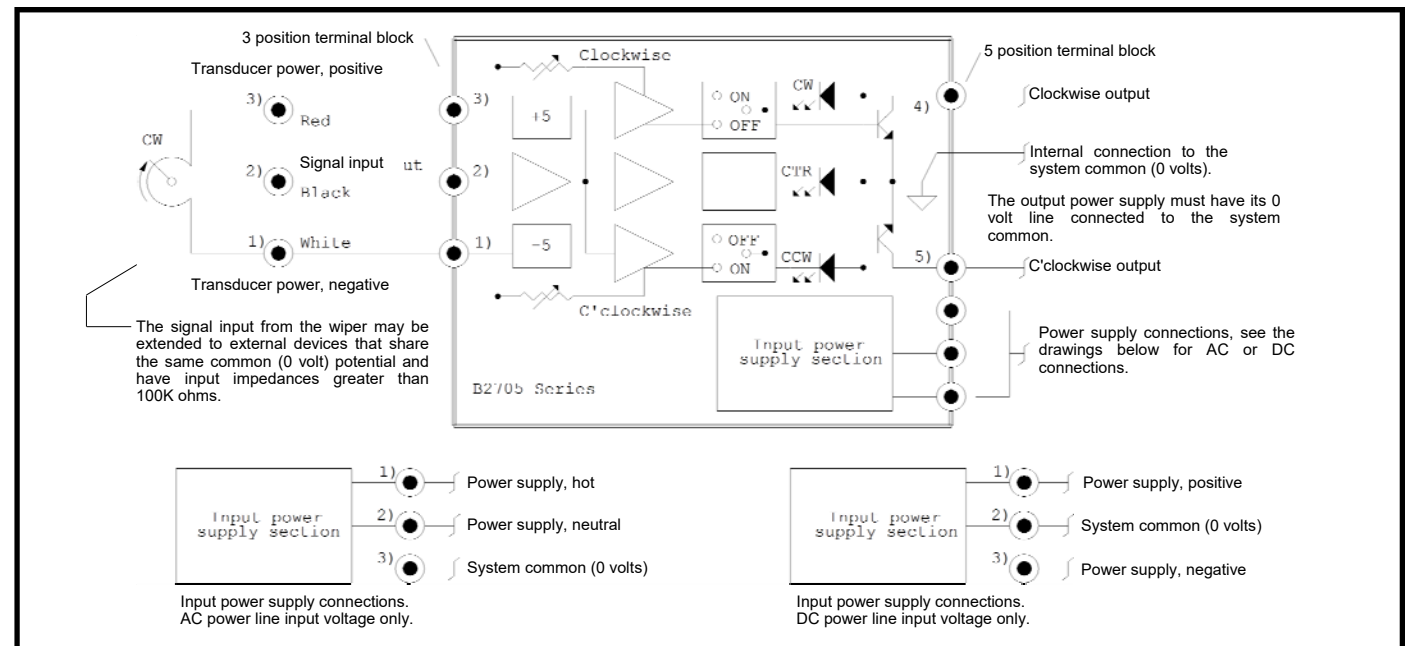 3 position terminal block
Transducer power, positive
3)
Red
CW
2)
Signal input
ut
Black
1)
White
Transducer power, negative
The signal input from the wiper may be
extended to external devices that share
the same common (0 volt) potential and
have input impedances greater than
100K ohms.
Clockwise
3)
+5
ON
OFF
CW
4)
2)
CTR
1)
-5
OFF
ON
CCW
5)
C'clockwise
Input power
supply section
B2705 Series
5 position terminal block
Clockwise output
Internal connection to the
system common (0 volts).
The output power supply must have its 0
volt line connected to the system
common.
C'clockwise output
Power supply connections, see the
drawings below for AC or DC
connections.
Input power
supply section
1)
Power supply, hot
2)
Power supply, neutral
3)
System common (0 volts)
Input power supply connections.
AC power line input voltage only.
Input power
supply section
1)
Power supply, positive
2)
System common (0 volts)
3)
Power supply, negative
Input power supply connections.
DC power line input voltage only.